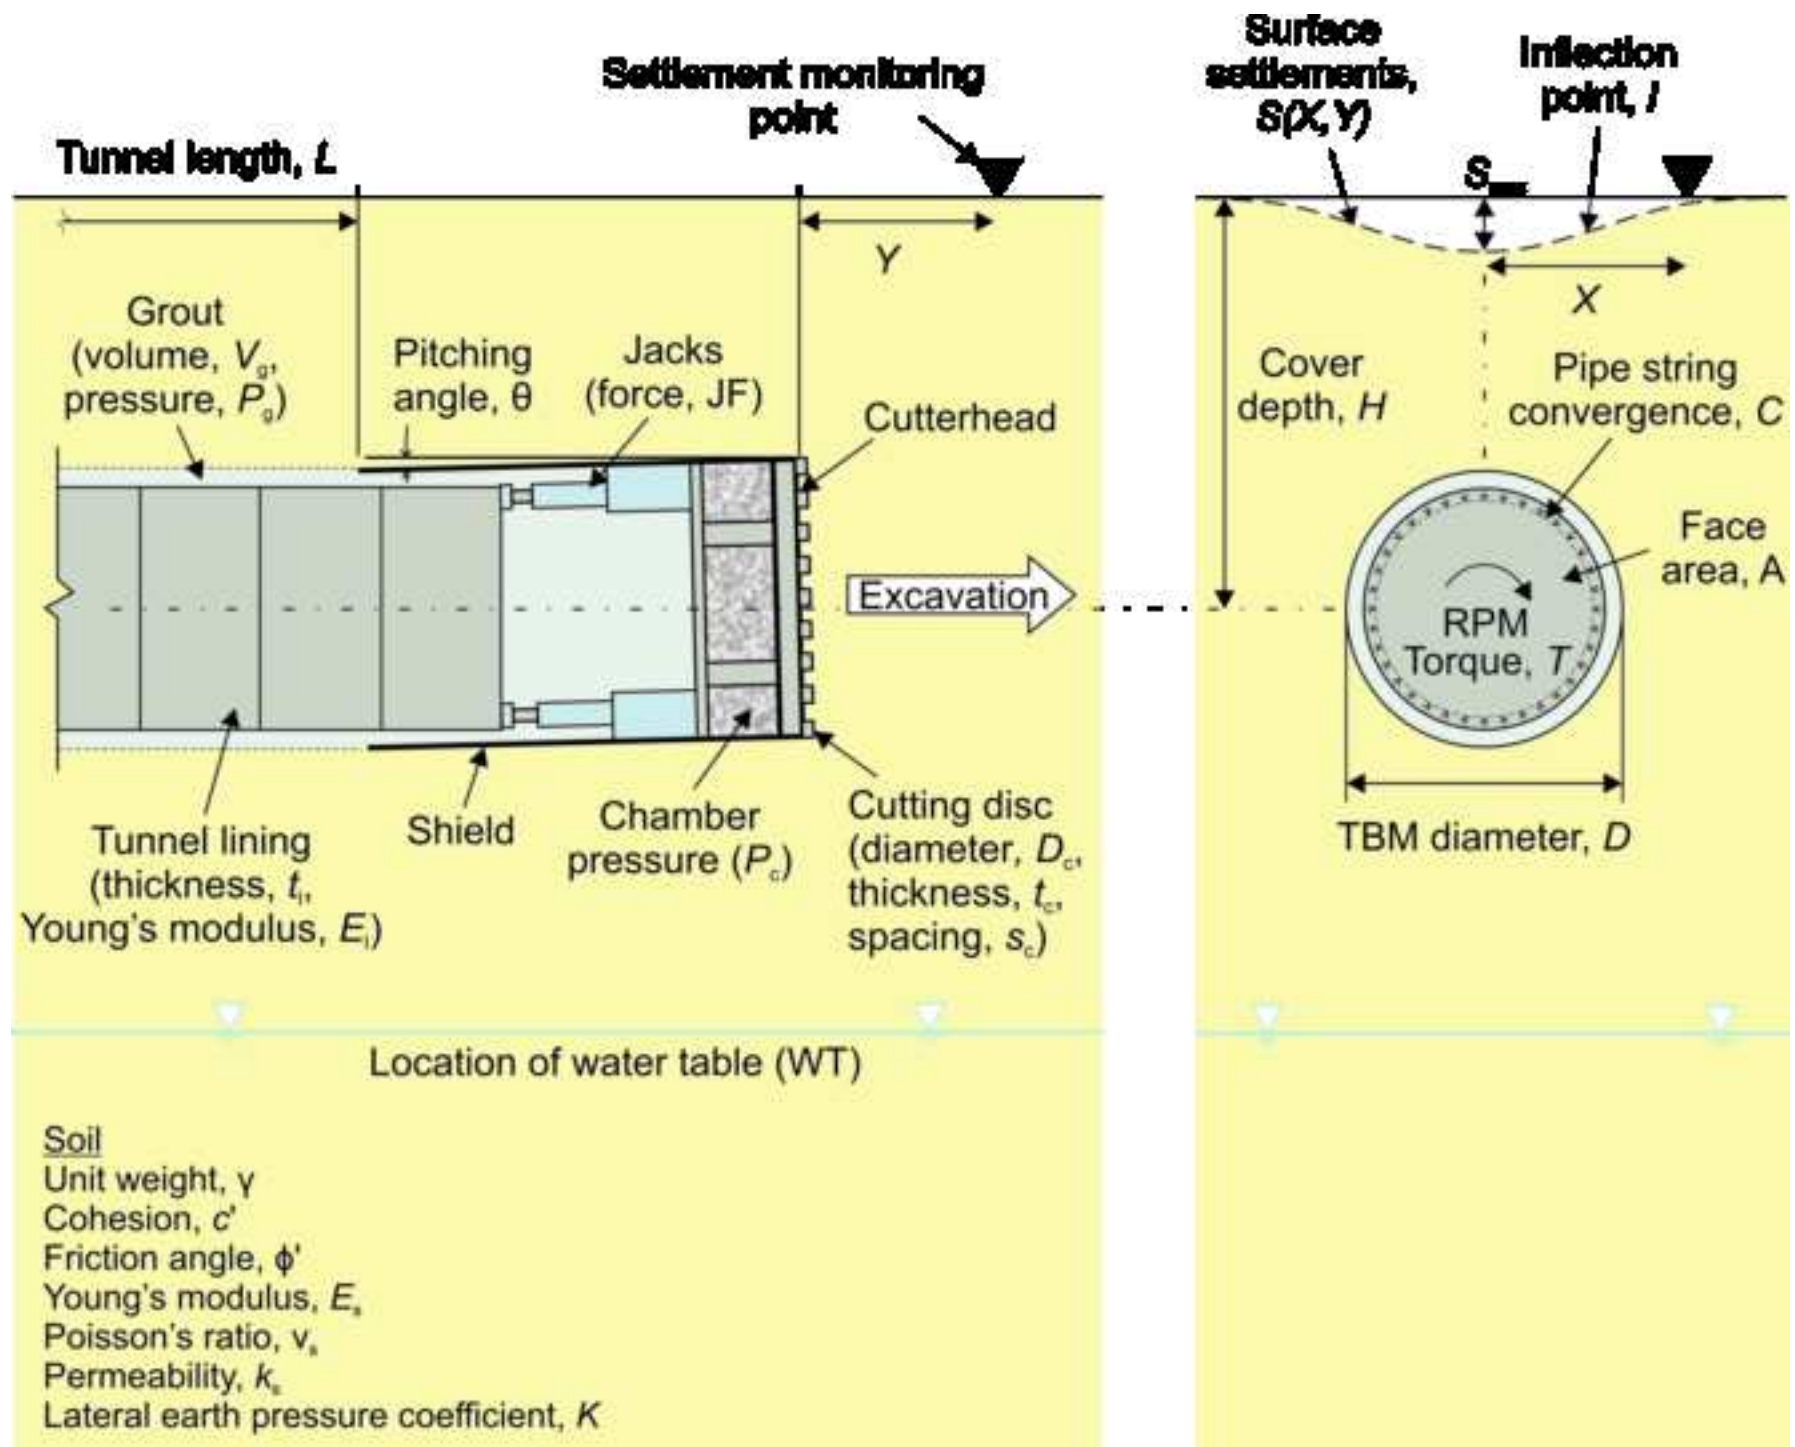 Settlement monitoring
point
Tunnel length, L
Y
Grout
(volume, Vg,
pressure, Pg)
Pitching
angle, θ
Jacks
(force, JF)
Cutterhead
Excavation
Tunnel lining
(thickness, tl,
Young's modulus, El)
Shield
Chamber
pressure (Pc)
Cutting disc
(diameter, Dc,
thickness, tc,
spacing, sc)
Location of water table (WT)
Soil
Unit weight, γ
Cohesion, c'
Friction angle, ϕ'
Young's modulus, Es
Poisson's ratio, νs
Permeability, ks
Lateral earth pressure coefficient, K
Surface
settlements,
S(X,Y)
Inflection
point, i
Smax
X
Cover
depth, H
Pipe string
convergence, C
Face
area, A
RPM
Torque, T
TBM diameter, D